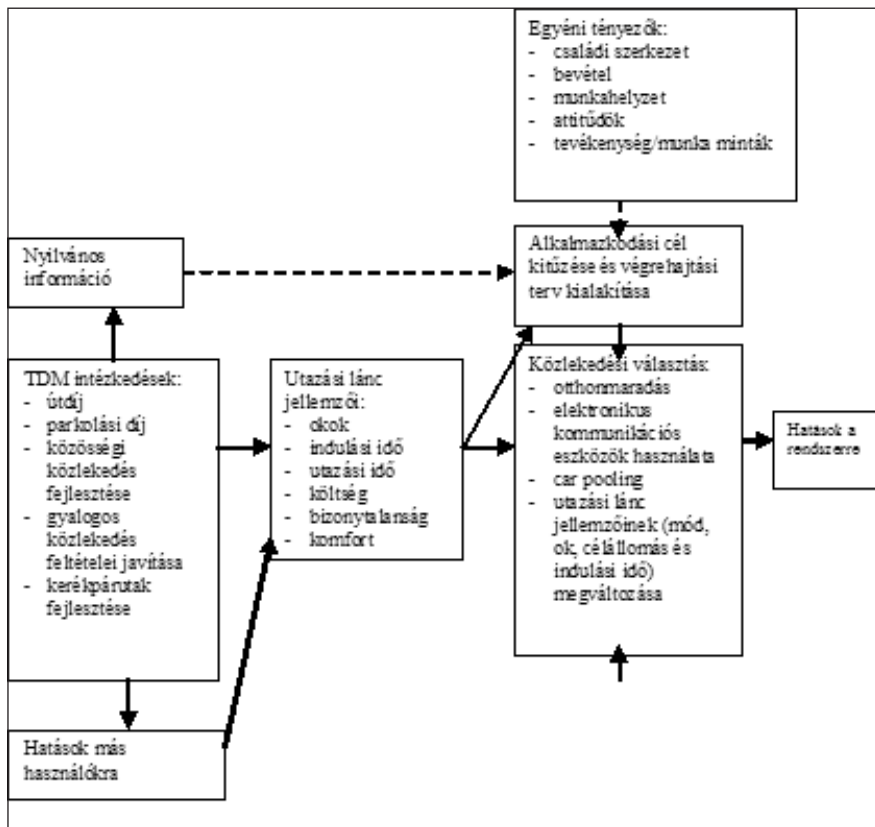 Egyéni tényezők:
- családi szerkezet
- bevétel
- munkahelyzet
- attitűdök
- tevékenység/munka minták
Nyilvános
információ
Alkalmazkodási cél
kitűzése és végrehajtási
terv kialakítása
TDM intézkedések:
- útdíj
- parkolási díj
- közösségi
közlekedés
fejlesztése
- gyalogos
közlekedés
feltételei javítása
- kerékpárutak
fejlesztése
Utazási lánc
jellemzői:
- okok
- indulási idő
- utazási idő
- költség
- bizonytalanság
- komfort
Közlekedési választás:
- otthonmaradás
- elektronikus
kommunikációs
eszközök használata
- car pooling
- utazási lánc
jellemzőinek (mód,
ok, célállomás és
indulási idő)
megváltozása
Hatások a
rendszerre
Hatások más
használókra